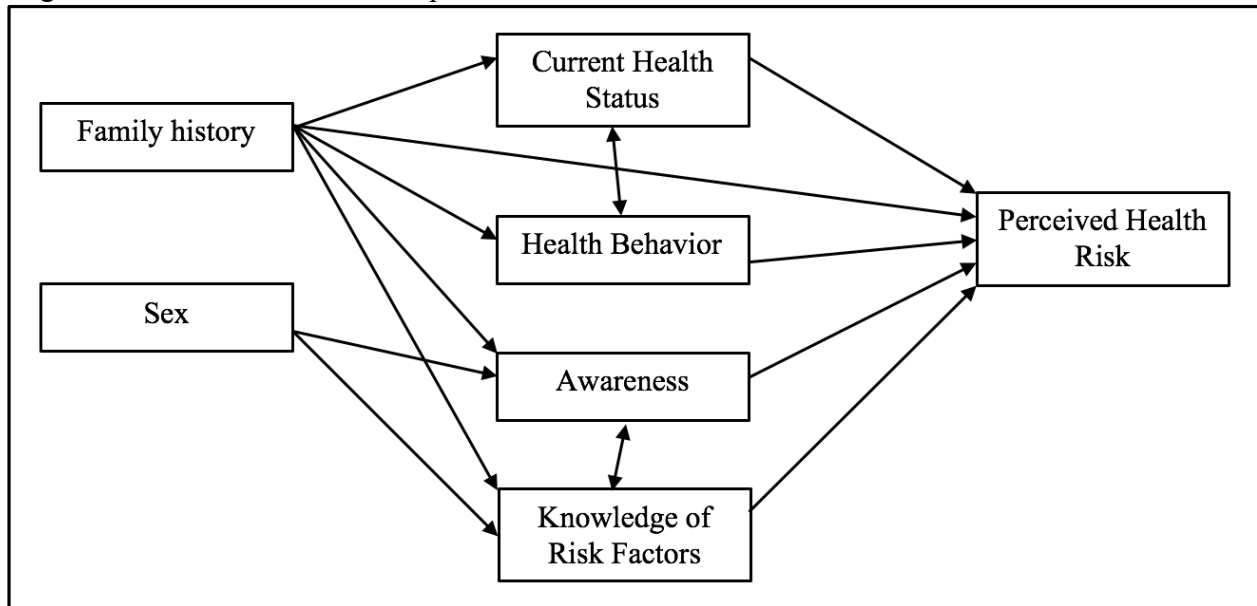 Current Health
Status
Family history
Health Behavior
Perceived Health
Risk
Sex
Awareness
Knowledge of
Risk Factors